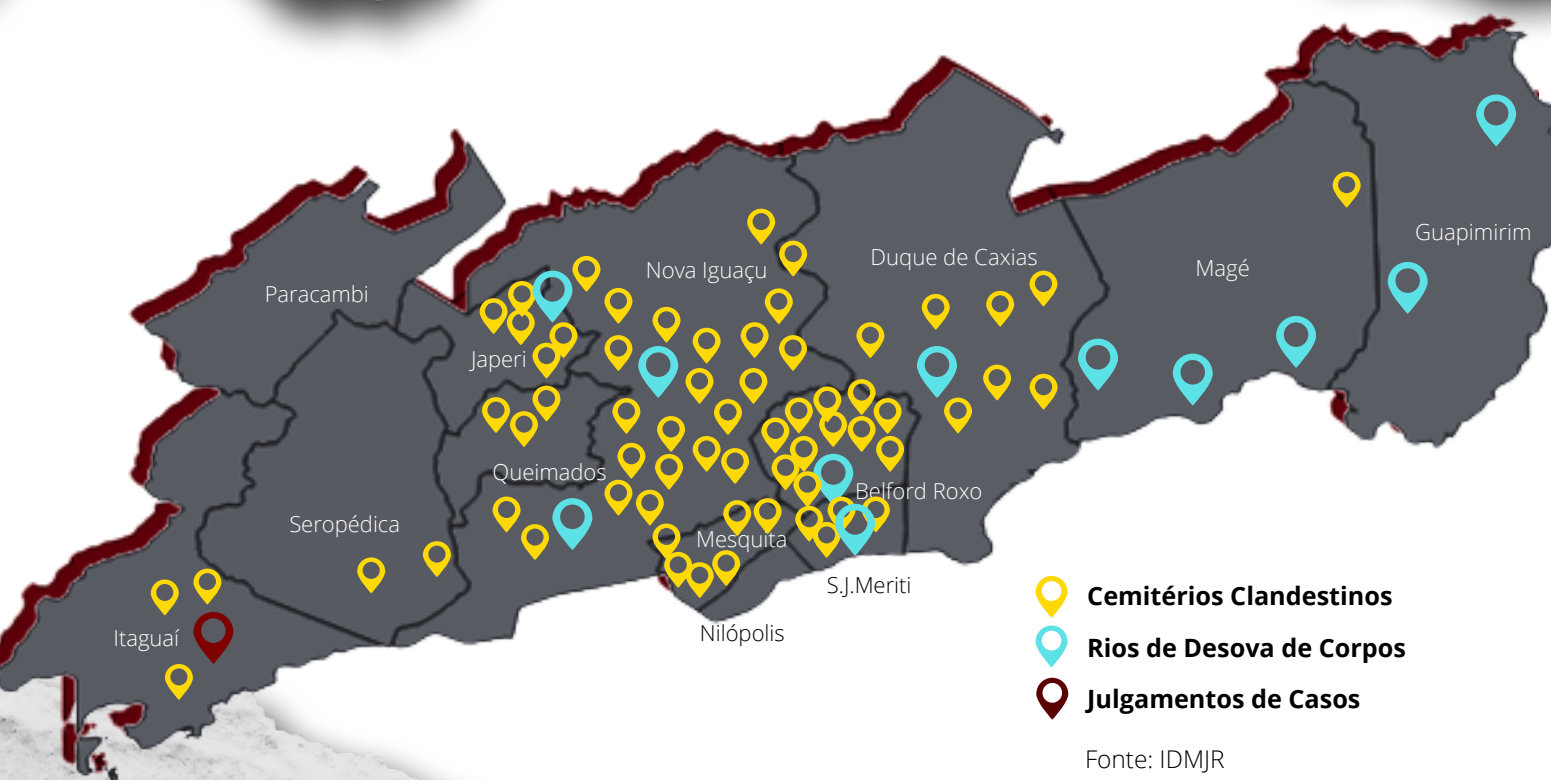 Guapimirim
Duque de Caxias
Magé
Nova Iguaçu
Paracambi
Japeri
Queimados
Belford Roxo
Seropédica
Mesquita
S.J.Meriti
Itaguaí
Nilópolis
Cemitérios Clandestinos
Rios de Desova de Corpos
Julgamentos de Casos
Fonte: IDMJR